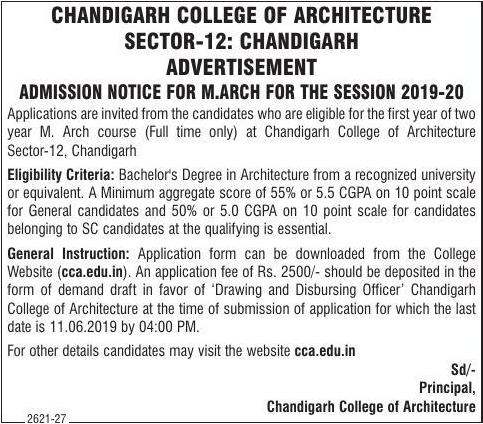 CHANDIGARH COLLEGE OF ARCHITECTURE
SECTOR-12: CHANDIGARH
ADVERTISEMENT
ADMISSION NOTICE FOR M.ARCH FOR THE SESSION 2019-20
Applications are invited from the candidates who are eligible for the first year of two
year M. Arch course (Full time only) at Chandigarh College of Architecture
Sector-12, Chandigarh
Eligibility Criteria: Bachelor's Degree in Architecture from a recognized university
or equivalent. A Minimum aggregate score of 55% or 5.5 CGPA on 10 point scale
for General candidates and 50% or 5.0 CGPA on 10 point scale for candidates
belonging to SC candidates at the qualifying is essential.
General Instruction: Application form can be downloaded from the College
Website (cca.edu.in). An application fee of Rs. 2500/- should be deposited in the
form of demand draft in favor of ‘Drawing and Disbursing Officer’ Chandigarh
College of Architecture at the time of submission of application for which the last
date is 11.06.2019 by 04:00 PM.
For other details candidates may visit the website cca.edu.in
Sd/-
Principal,
Chandigarh College of Architecture
2621-27